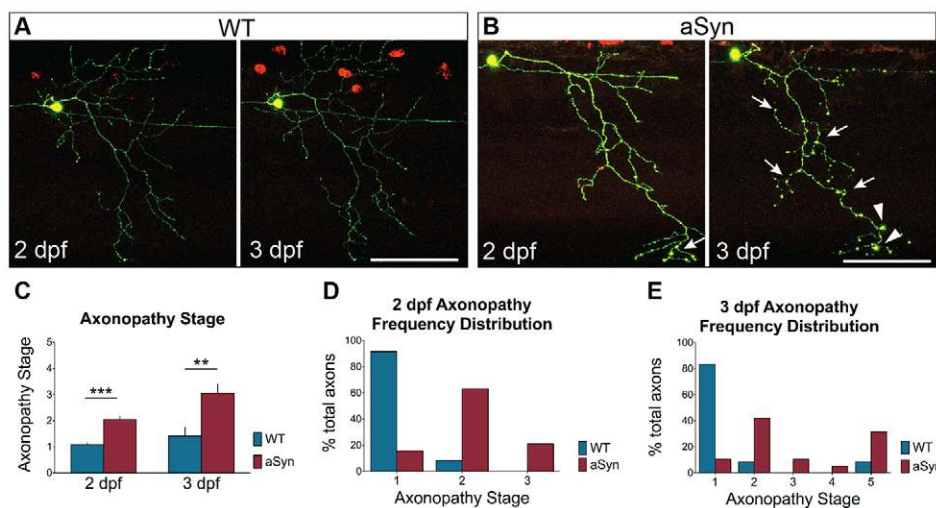 A
WT
B
aSyn
2 dpf
3 dpf
2 dpf
3 dpf
C
Axonopathy Stage
Axonopathy Stage
5
4
3
2
1
0
***
**
2 dpf
3 dpf
WT
aSyn
D
2 dpf Axonopathy
Frequency Distribution
% total axons
100
80
60
40
20
0
1 2 3
Axonopathy Stage
WT
aSyn
E
3 dpf Axonopathy
Frequency Distribution
% total axons
100
80
60
40
20
0
1 2 3 4 5
Axonopathy Stage
WT
aSyn